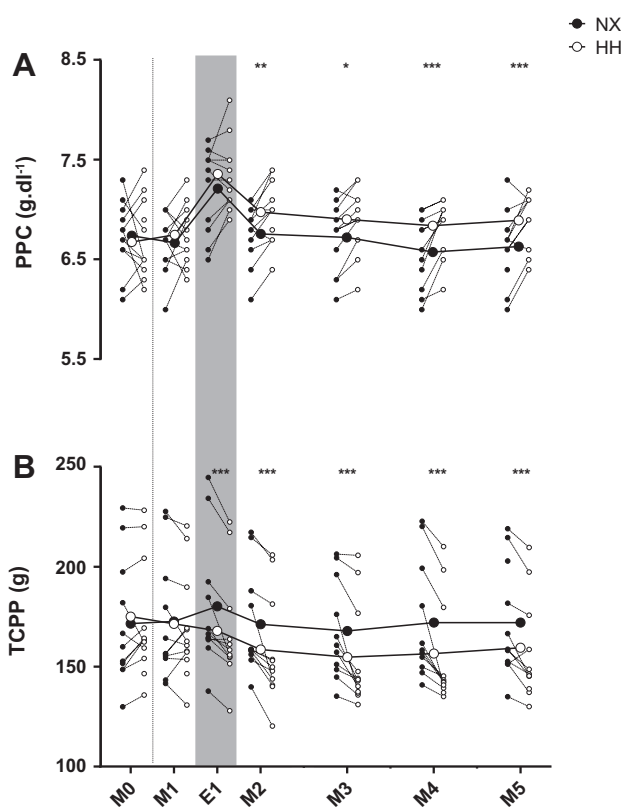 NX
HH
A
8.5
** * *** ***
7.5
PPC (g.dl⁻¹)
6.5
5.5
B
250
*** *** *** *** ***
200
TCPP (g)
150
100
M0 M1 E1 M2 M3 M4 M5